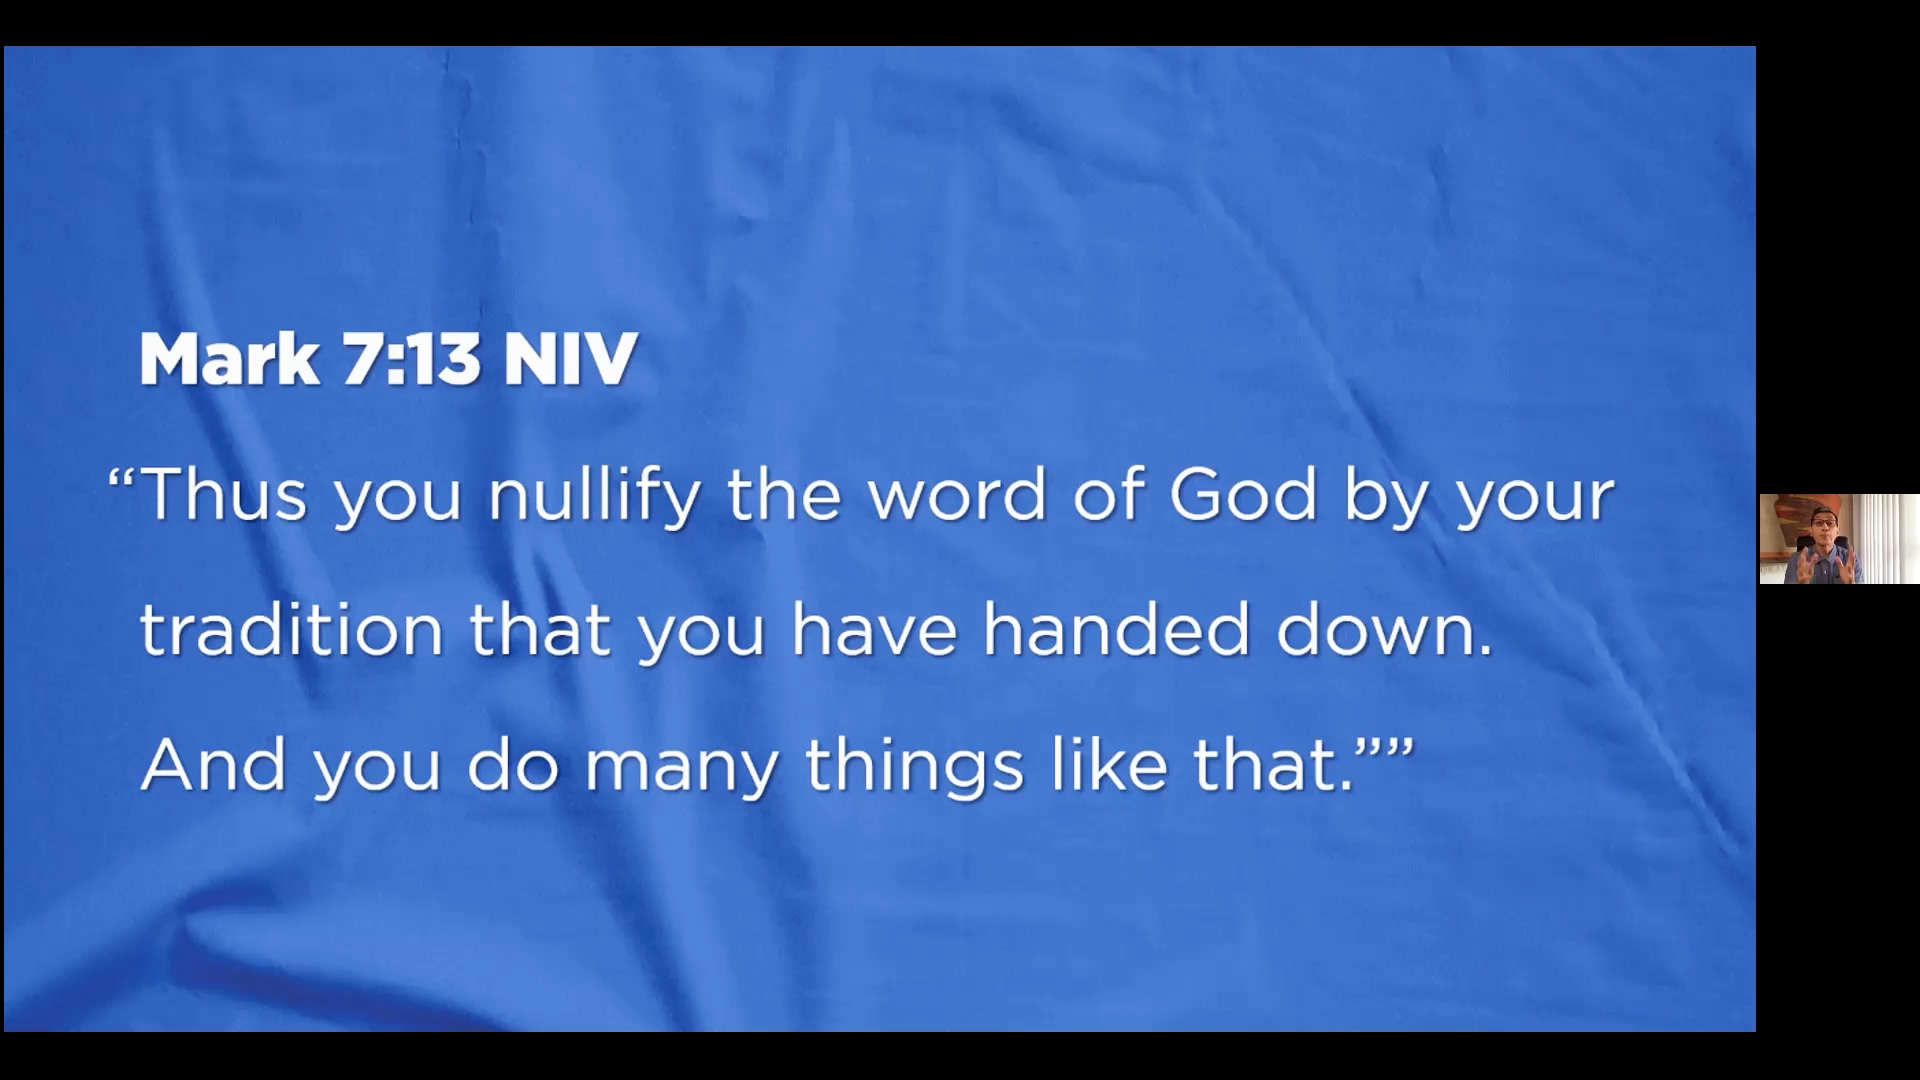 Mark 7:13 NIV
“Thus you nullify the word of God by your
tradition that you have handed down.
And you do many things like that.””